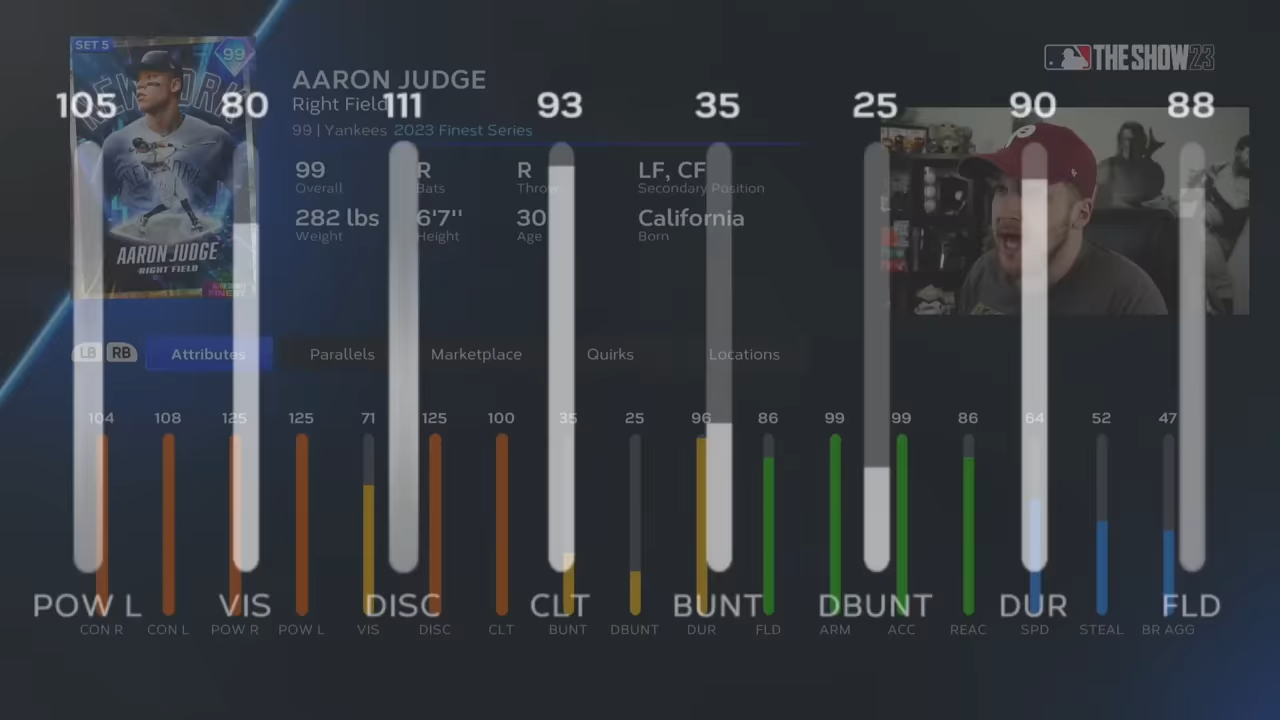 SET 5
99
NEW YORK
AARON JUDGE
RIGHT FIELD
FINEST
THE SHOW 23
AARON JUDGE
Right Field
99 | Yankees 2023 Finest Series
105 80 111 93 35 25 90 88
99 R R LF, CF
Overall Bats Throw Secondary Position
282 lbs 6'7" 30 California
Weight Height Age Born
LB RB Attributes Parallels Marketplace Quirks Locations
104 108 125 125 71 125 100 35 25 96 86 99 99 86 64 52 47
POW L VIS DISC CLT BUNT DBUNT DUR FLD
CON R CON L POW R POW L VIS DISC CLT BUNT DBUNT DUR FLD ARM ACC REAC SPD STEAL BR AGG